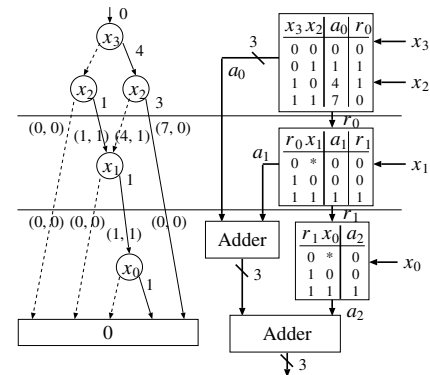 0
x3
4
x2 x2
1 3
(0, 0) (1, 1) (4, 1) (7, 0)
x1
1
(0, 0) (0, 0) (0, 0)
(1, 1)
x0
1
0
x3 x2 a0 r0
0 0 0 0
0 1 1 1
1 0 4 1
1 1 7 0
x3
x2
3
a0
r0
r0 x1 a1 r1
0 * 0 0
1 0 0 0
1 1 1 1
x1
a1
r1
r1 x0 a2
0 * 0
1 0 0
1 1 1
x0
Adder
3
a2
Adder
3